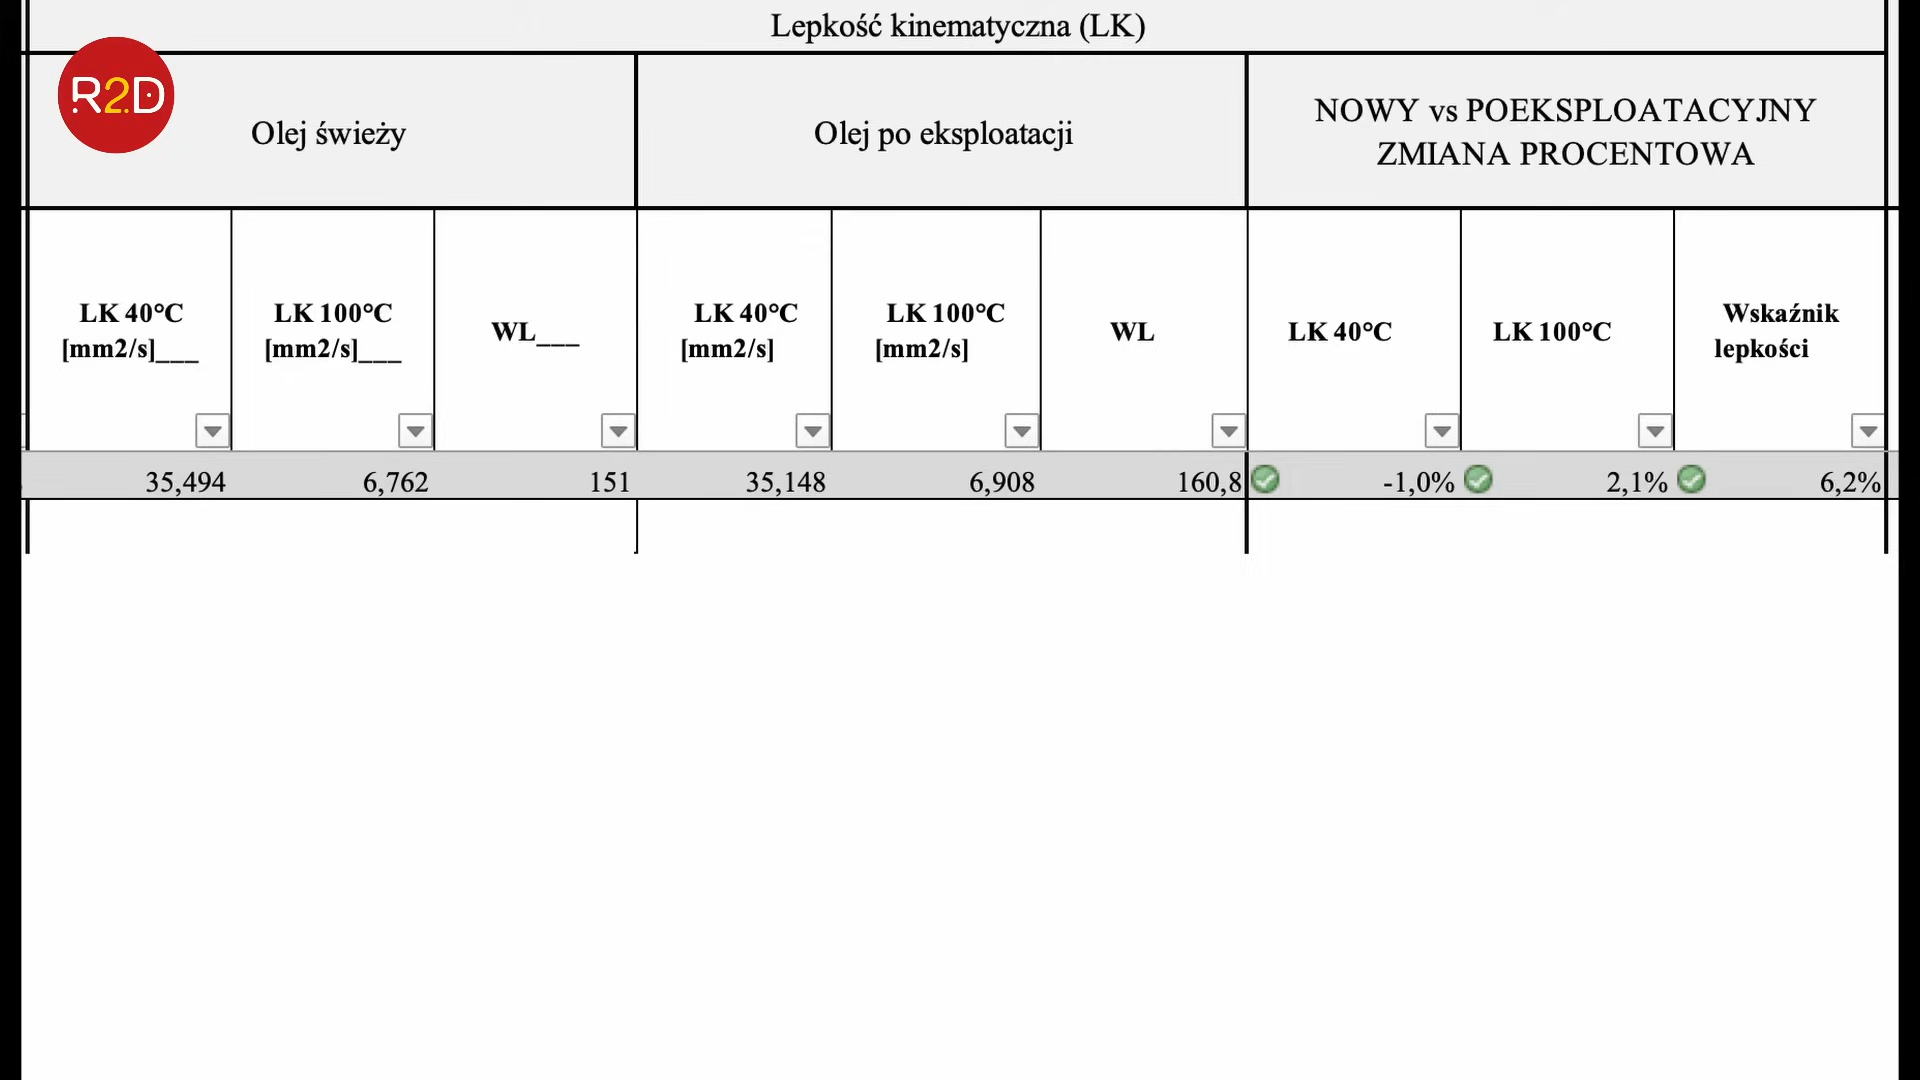 Lepkość kinematyczna (LK)
R2D
Olej świeży
Olej po eksploatacji
NOWY vs POEKSPLOATACYJNY
ZMIANA PROCENTOWA
LK 40°C
[mm2/s]___
LK 100°C
[mm2/s]___
WL___
LK 40°C
[mm2/s]
LK 100°C
[mm2/s]
WL
LK 40°C
LK 100°C
Wskaźnik
lepkości
35,494 6,762 151 35,148 6,908 160,8 -1,0% 2,1% 6,2%